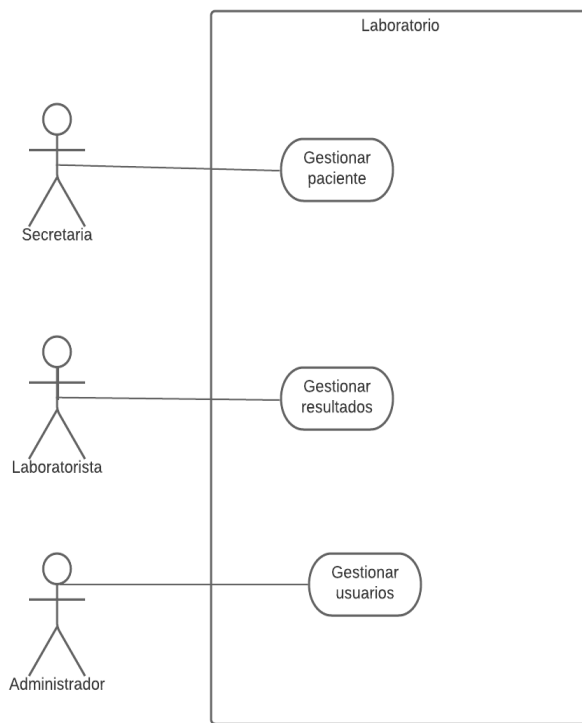 Laboratorio
Gestionar
paciente
Secretaria
Gestionar
resultados
Laboratorista
Gestionar
usuarios
Administrador